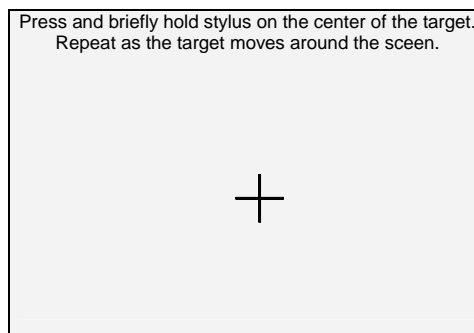 Press and briefly hold stylus on the center of the target.
Repeat as the target moves around the sceen.